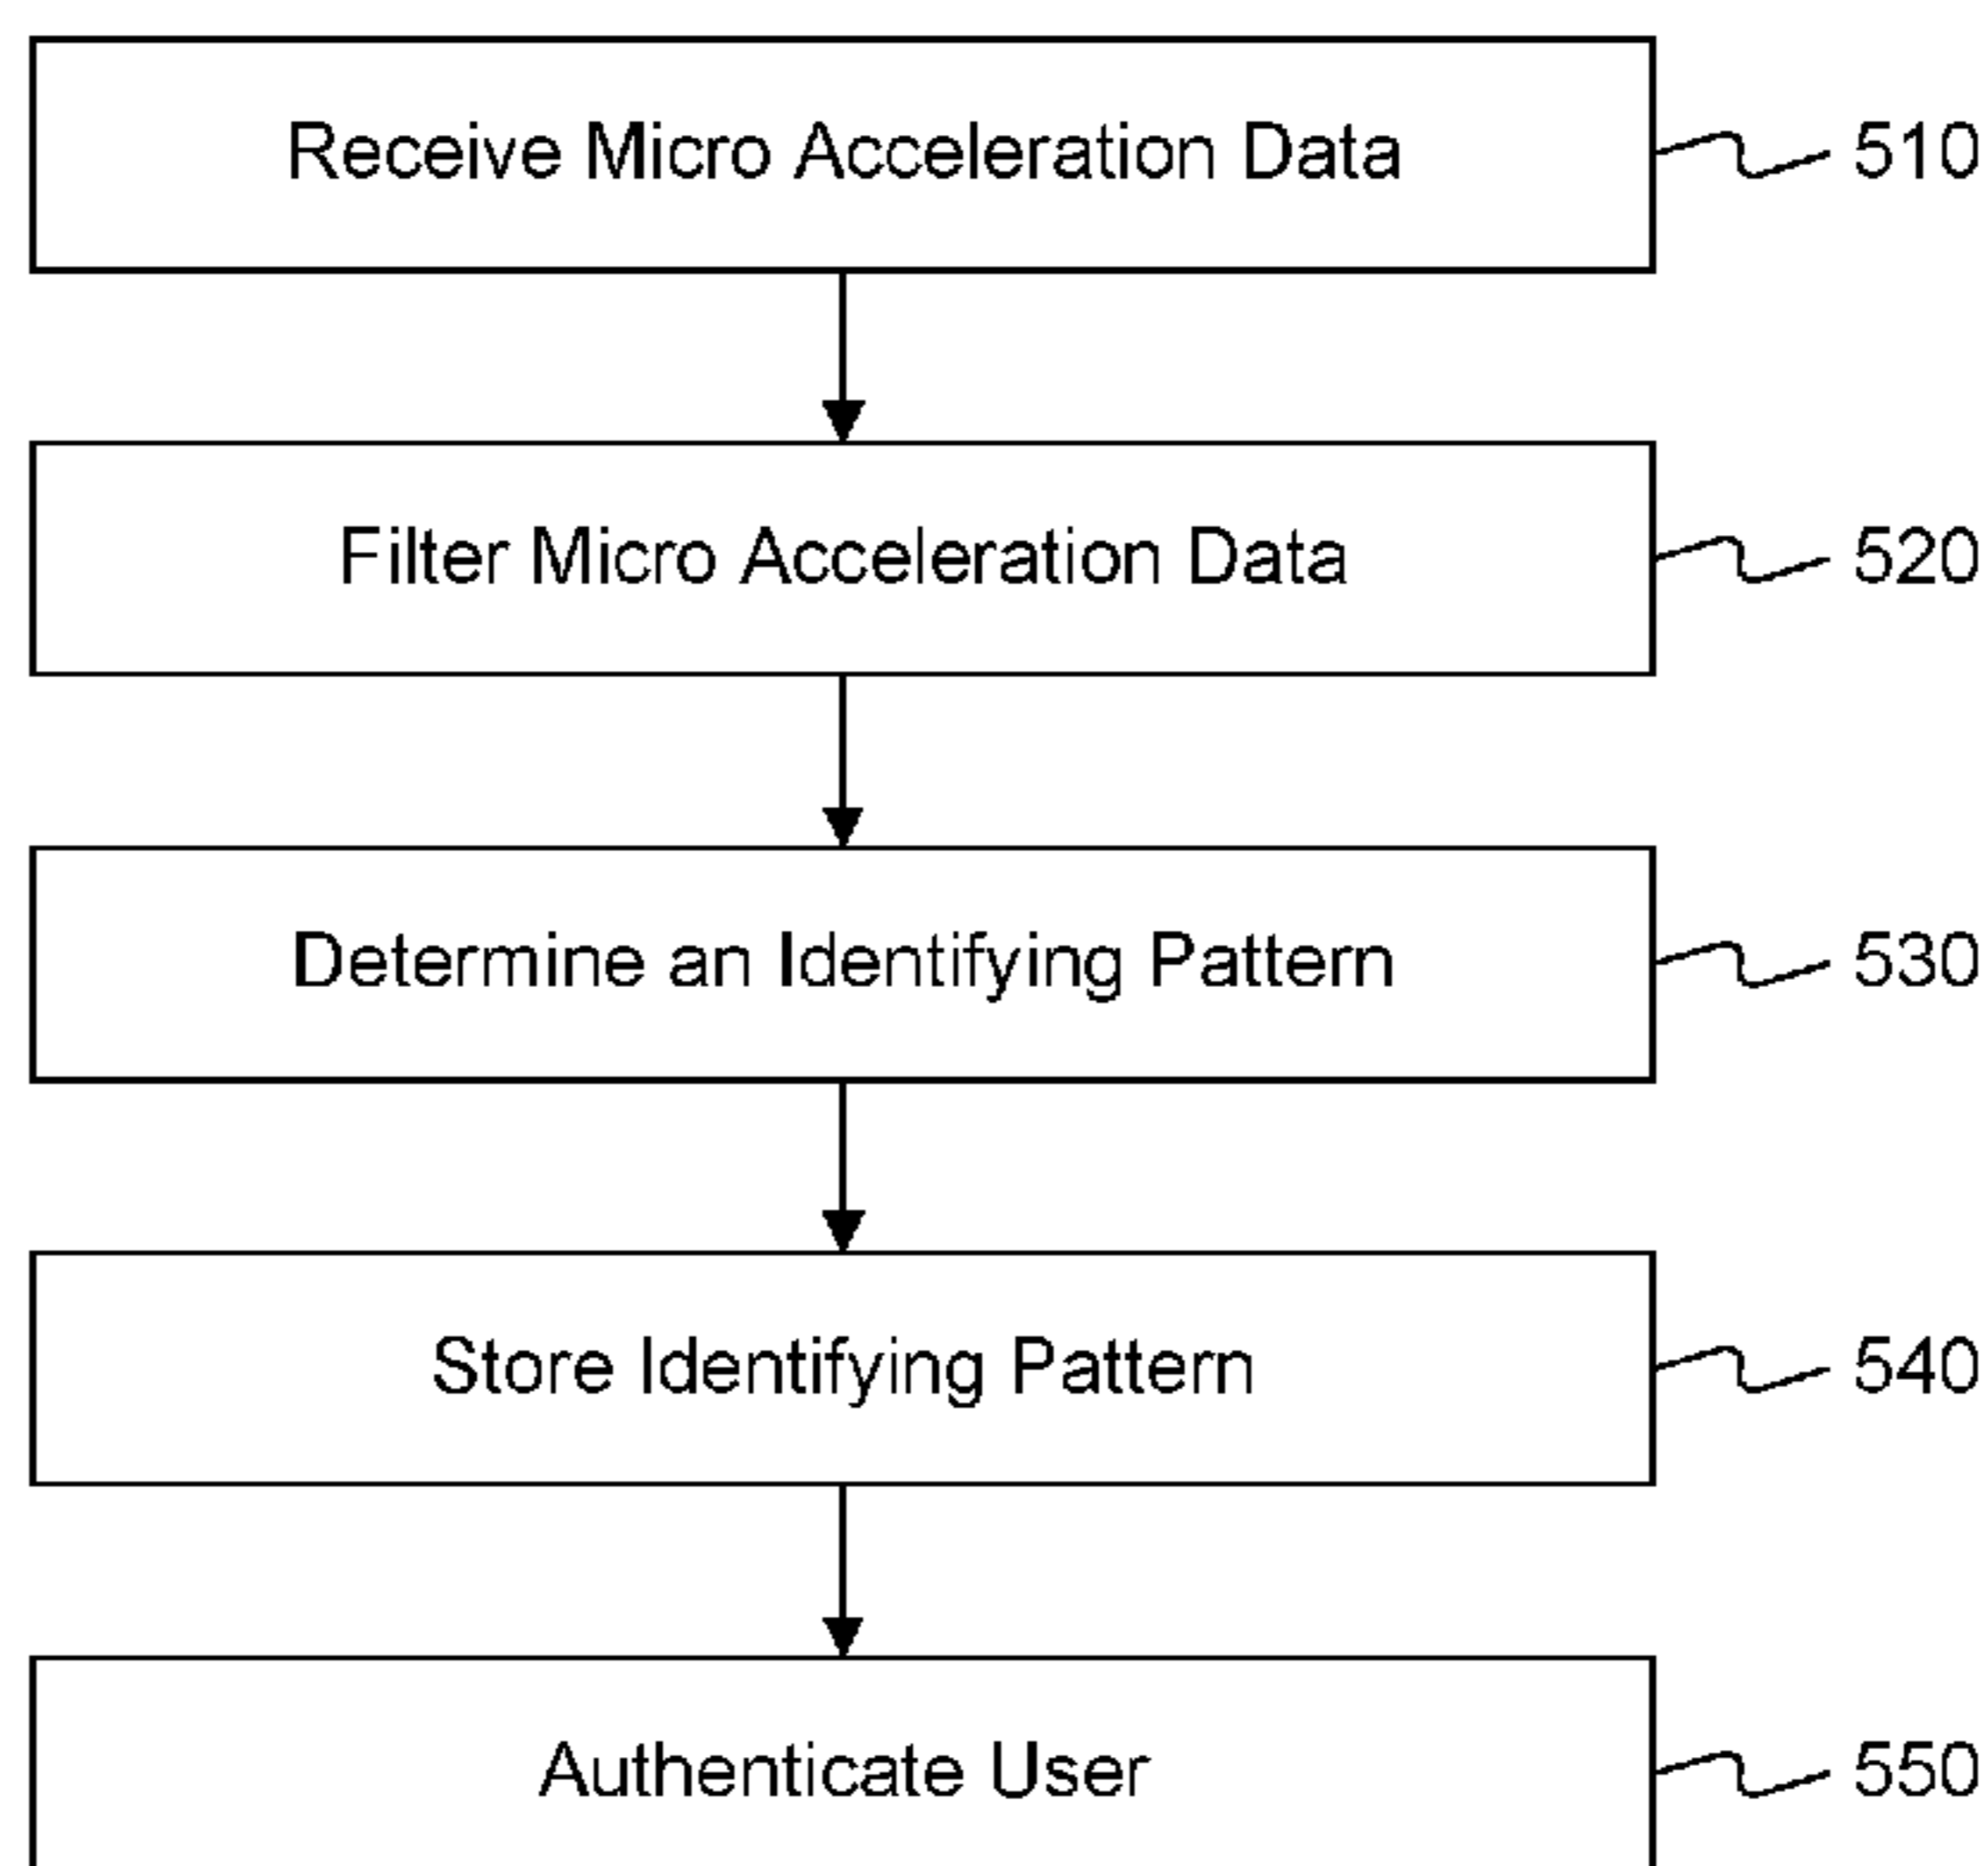 Receive Micro Acceleration Data 510
Filter Micro Acceleration Data 520
Determine an Identifying Pattern 530
Store Identifying Pattern 540
Authenticate User 550